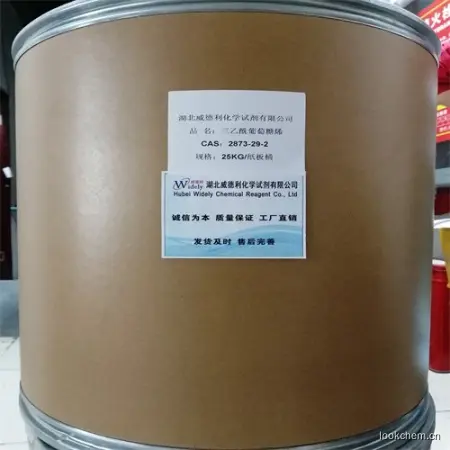 湖北威德利化学试剂有限公司
品 名：三乙酰葡萄糖烯
CAS: 2873-29-2
规格：25KG/纸板桶
Widely 湖北威德利化学试剂有限公司
Hubei Widely Chemical Reagent Co., Ltd
诚信为本 质量保证 工厂直销
发货及时 售后完善
lookchem.cn